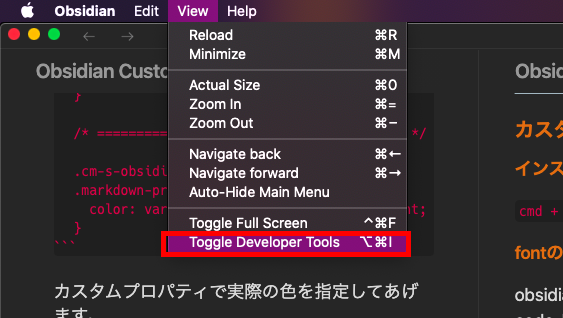 Obsidian Edit View Help
Reload ⌘R
Minimize ⌘M
Actual Size ⌘0
Zoom In ⌘=
Zoom Out ⌘−
Navigate back ⌘←
Navigate forward ⌘→
Auto-Hide Main Menu
Toggle Full Screen ^⌘F
Toggle Developer Tools ⌥⌘I
← →
Obsidian Custo
}
/* =========== */
.cm-s-obsidi
.markdown-pr
color: var t;
}
```
カスタムプロパティで実際の色を指定してあげ
ます。
Obsid
カスタ
インス
cmd +
fontの
obsid